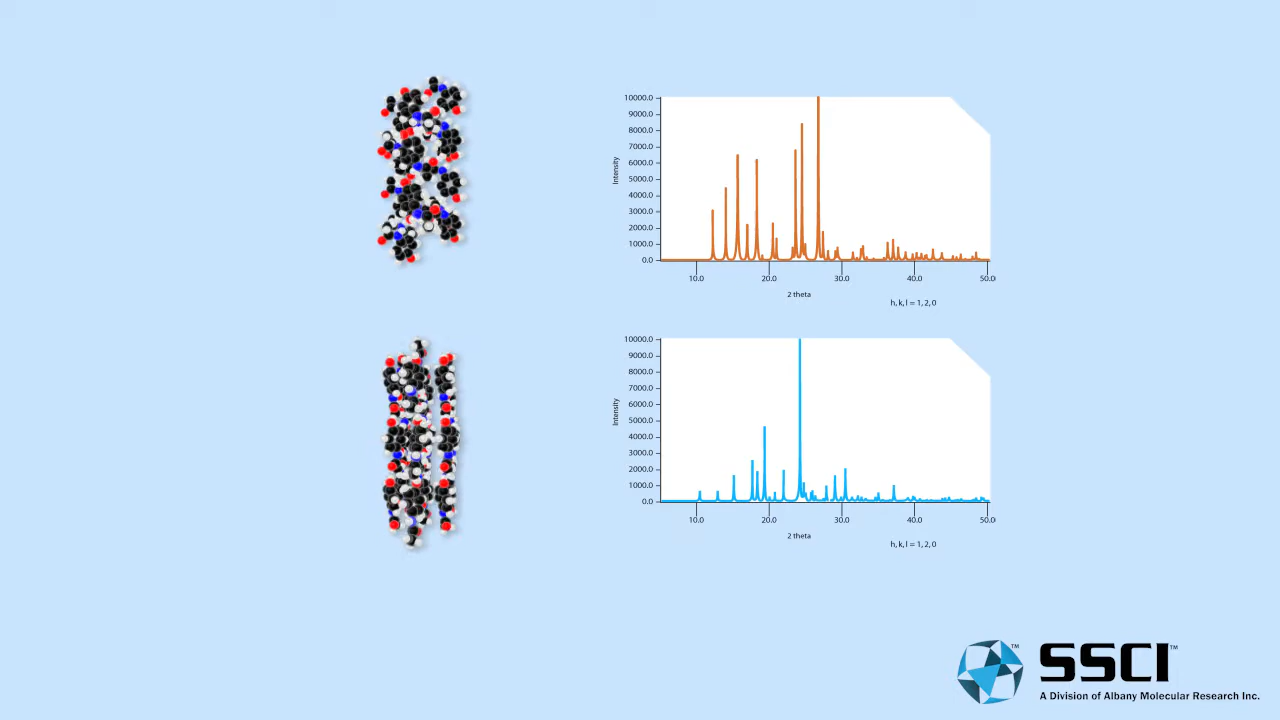 10000.0
9000.0
8000.0
7000.0
6000.0
5000.0
4000.0
3000.0
2000.0
1000.0
0.0
Intensity
10.0 20.0 30.0 40.0 50.0
2 theta
h, k, l = 1, 2, 0
10000.0
9000.0
8000.0
7000.0
6000.0
5000.0
4000.0
3000.0
2000.0
1000.0
0.0
Intensity
10.0 20.0 30.0 40.0 50.0
2 theta
h, k, l = 1, 2, 0
TM
SSCI TM
A Division of Albany Molecular Research Inc.